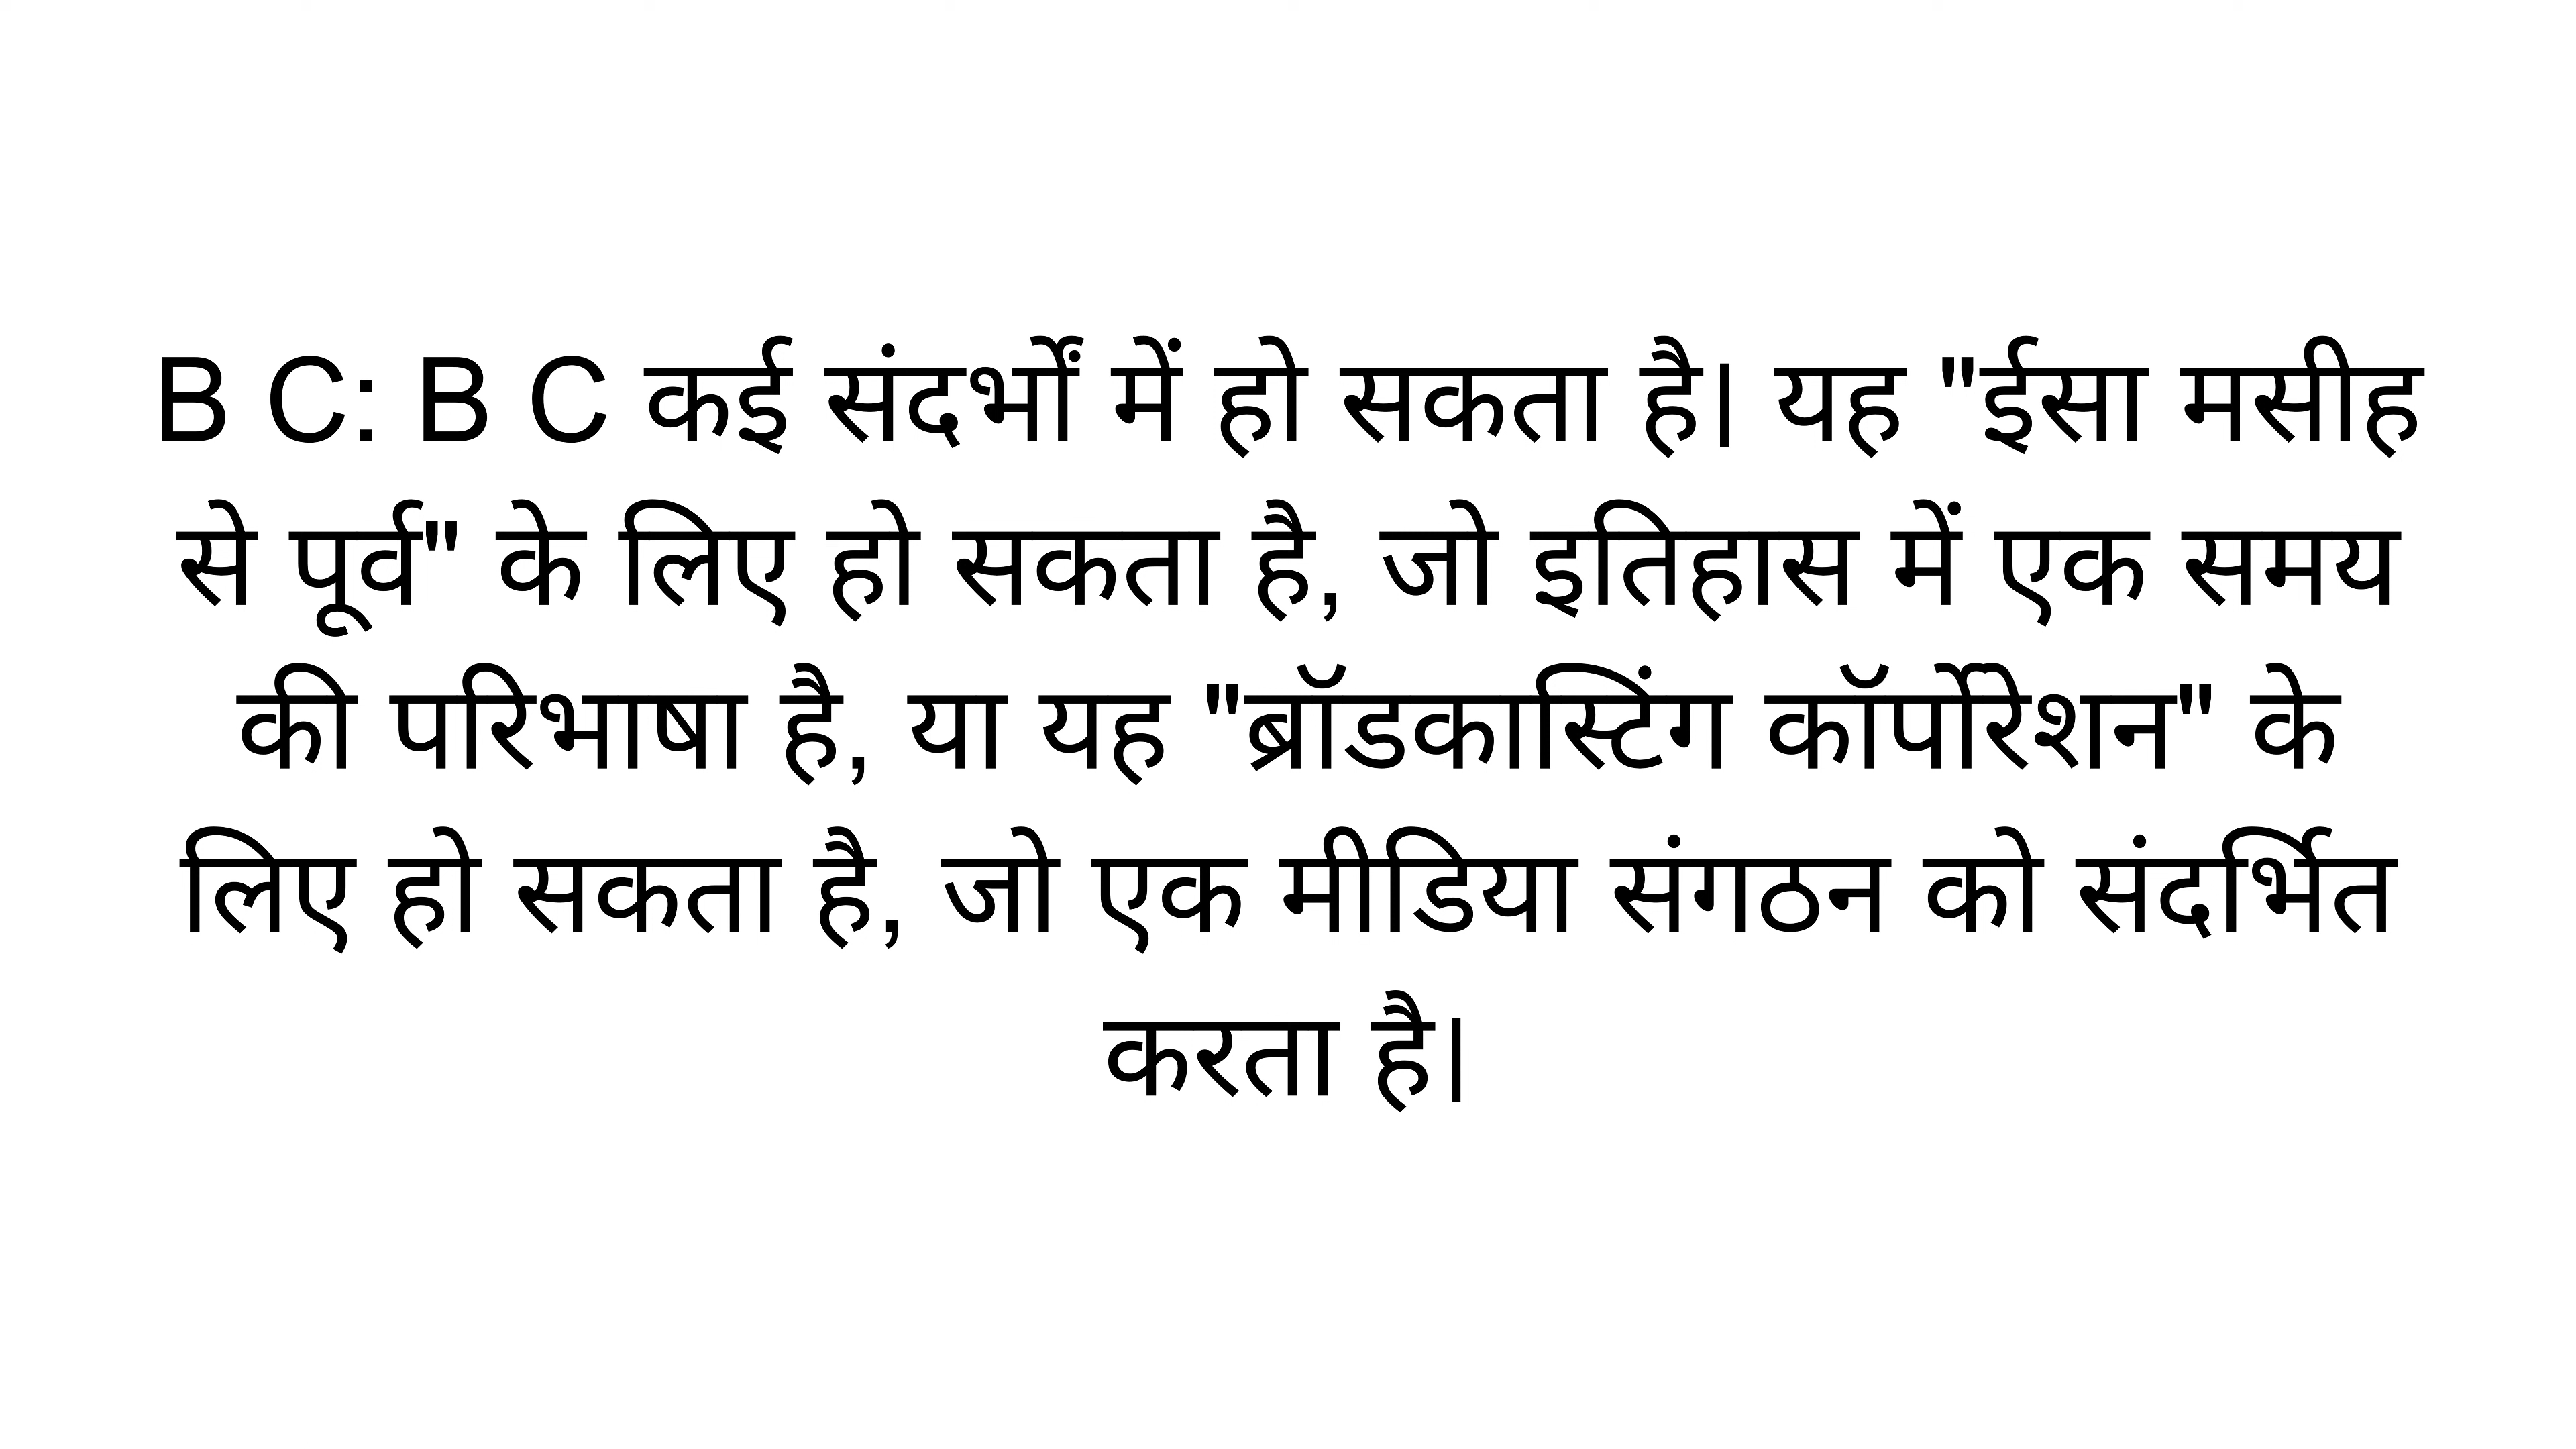 B C: B C कई संदर्भों में हो सकता है। यह "ईसा मसीह
से पूर्व" के लिए हो सकता है, जो इतिहास में एक समय
की परिभाषा है, या यह "ब्रॉडकास्टिंग कॉर्पोरेशन" के
लिए हो सकता है, जो एक मीडिया संगठन को संदर्भित
करता है।